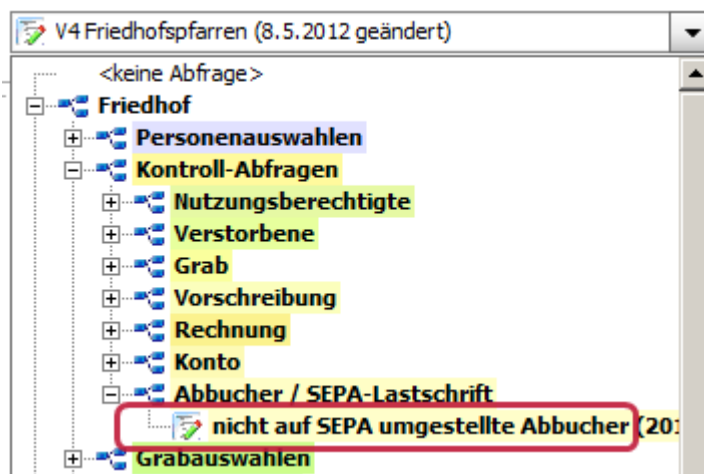 V4 Friedhofspfarren (8.5.2012 geändert)
<keine Abfrage>
Friedhof
Personenauswahlen
Kontroll-Abfragen
Nutzungsberechtigte
Verstorbene
Grab
Vorschreibung
Rechnung
Konto
Abbucher / SEPA-Lastschrift
nicht auf SEPA umgestellte Abbucher
Grabauswahlen